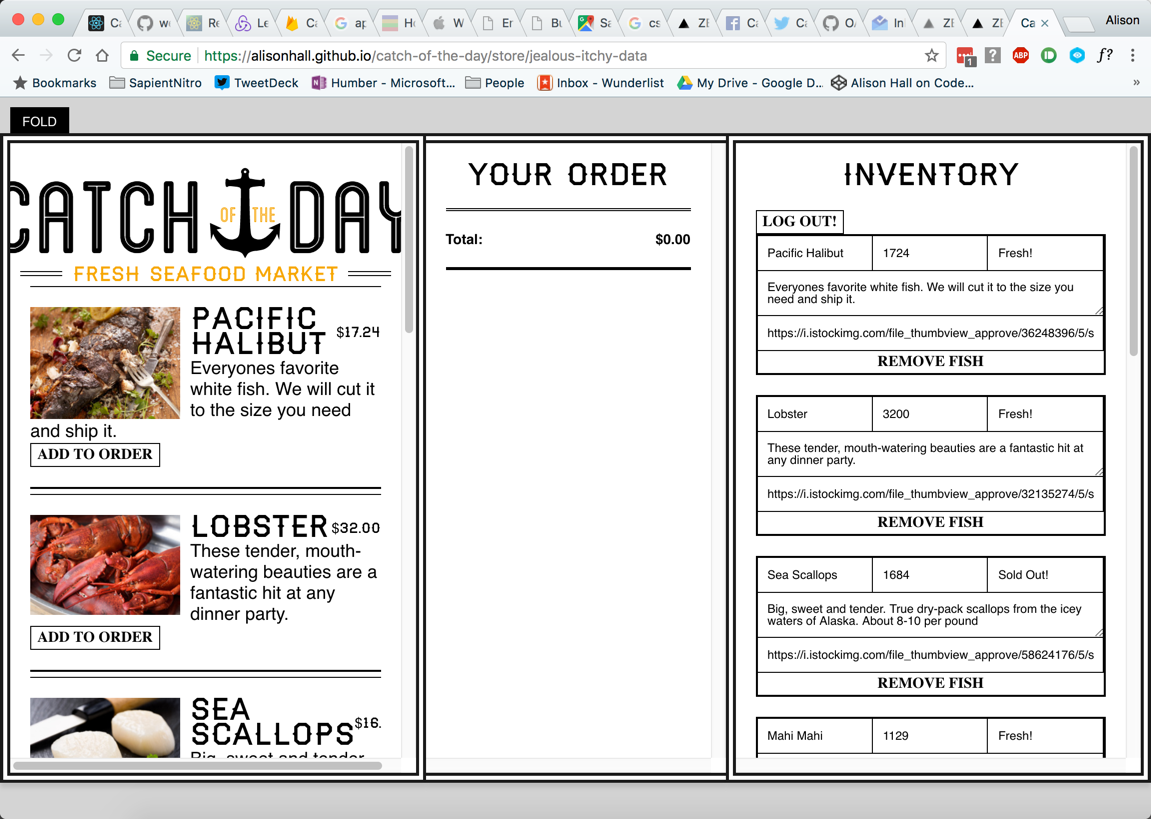 Ca
w
Re
Le
Ca
ap
Ho
W
Er
Bu
Sa
cs
ZE
Ca
Ca
O
In
ZE
ZE
Ca
Alison
Secure
https://alisonhall.github.io/catch-of-the-day/store/jealous-itchy-data
1
?
ABP
f?
Bookmarks
SapientNitro
TweetDeck
Humber - Microsoft...
People
Inbox - Wunderlist
My Drive - Google D...
Alison Hall on Code...
»
FOLD
CATCH OF THE DAY
FRESH SEAFOOD MARKET
PACIFIC
HALIBUT
$17.24
Everyones favorite
white fish. We will cut it
to the size you need
and ship it.
ADD TO ORDER
LOBSTER $32.00
These tender, mouth-
watering beauties are a
fantastic hit at any
dinner party.
ADD TO ORDER
SEA
SCALLOPS
$16.
Big, sweet and tender
YOUR ORDER
Total: $0.00
INVENTORY
LOG OUT!
Pacific Halibut 1724 Fresh!
Everyones favorite white fish. We will cut it to the size you
need and ship it.
https://i.istockimg.com/file_thumbview_approve/36248396/5/s
REMOVE FISH
Lobster 3200 Fresh!
These tender, mouth-watering beauties are a fantastic hit at
any dinner party.
https://i.istockimg.com/file_thumbview_approve/32135274/5/s
REMOVE FISH
Sea Scallops 1684 Sold Out!
Big, sweet and tender. True dry-pack scallops from the icey
waters of Alaska. About 8-10 per pound
https://i.istockimg.com/file_thumbview_approve/58624176/5/s
REMOVE FISH
Mahi Mahi 1129 Fresh!